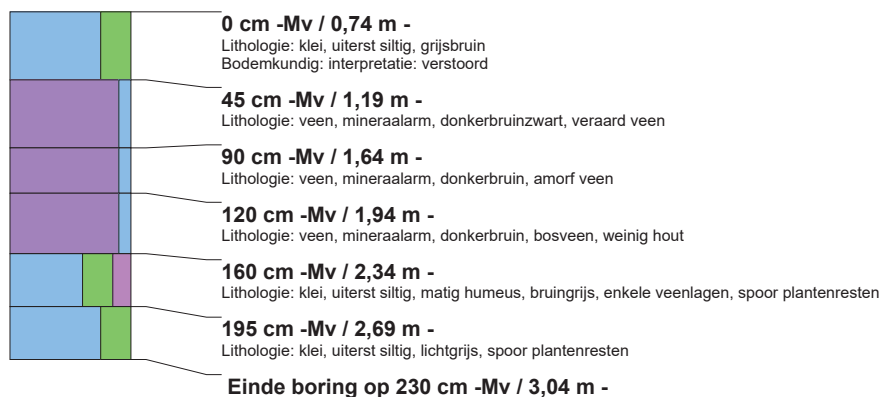 0 cm -Mv / 0,74 m -
Lithologie: klei, uiterst siltig, grijsbruin
Bodemkundig: interpretatie: verstoord
45 cm -Mv / 1,19 m -
Lithologie: veen, mineraalarm, donkerbruinzwart, veraard veen
90 cm -Mv / 1,64 m -
Lithologie: veen, mineraalarm, donkerbruin, amorf veen
120 cm -Mv / 1,94 m -
Lithologie: veen, mineraalarm, donkerbruin, bosveen, weinig hout
160 cm -Mv / 2,34 m -
Lithologie: klei, uiterst siltig, matig humeus, bruingrijs, enkele veenlagen, spoor plantenresten
195 cm -Mv / 2,69 m -
Lithologie: klei, uiterst siltig, lichtgrijs, spoor plantenresten
Einde boring op 230 cm -Mv / 3,04 m -